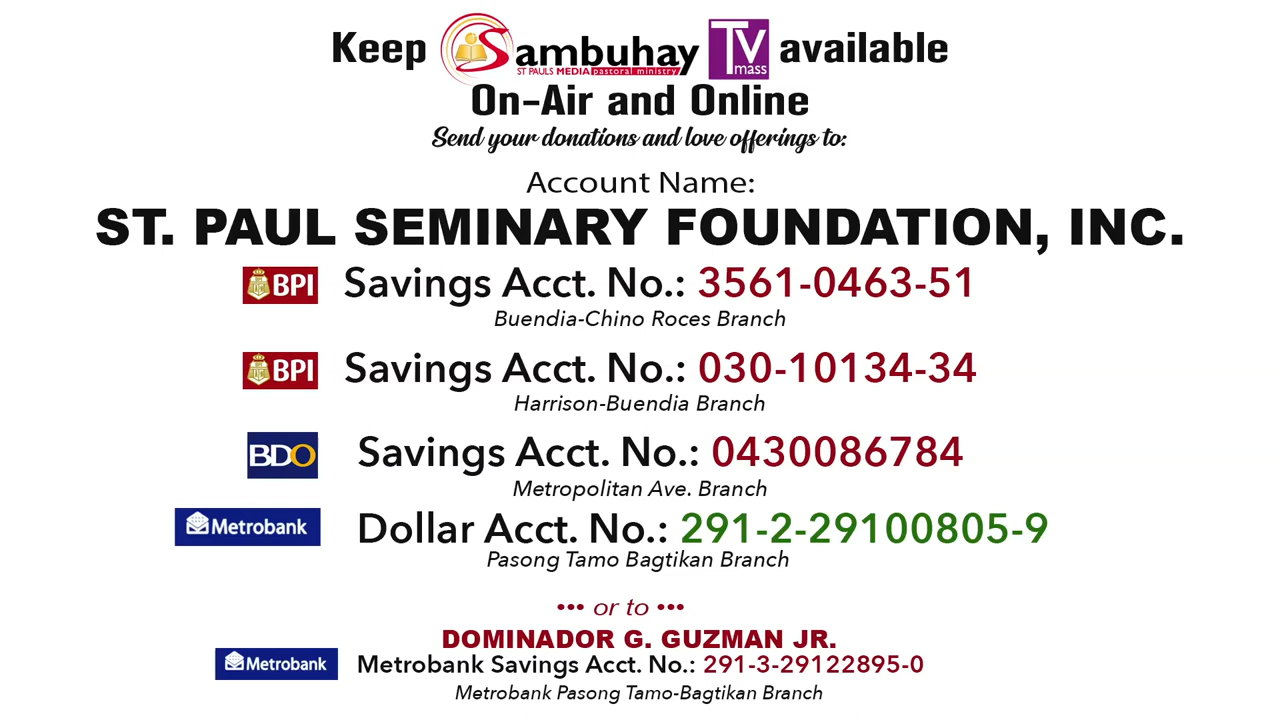 Keep Sambuhay TV mass available
ST PAULS MEDIA pastoral ministry
On-Air and Online
Send your donations and love offerings to:
Account Name:
ST. PAUL SEMINARY FOUNDATION, INC.
BPI Savings Acct. No.: 3561-0463-51
Buendia-Chino Roces Branch
BPI Savings Acct. No.: 030-10134-34
Harrison-Buendia Branch
BDO Savings Acct. No.: 0430086784
Metropolitan Ave. Branch
Metrobank Dollar Acct. No.: 291-2-29100805-9
Pasong Tamo Bagtikan Branch
••• or to •••
DOMINADOR G. GUZMAN JR.
Metrobank Metrobank Savings Acct. No.: 291-3-29122895-0
Metrobank Pasong Tamo-Bagtikan Branch